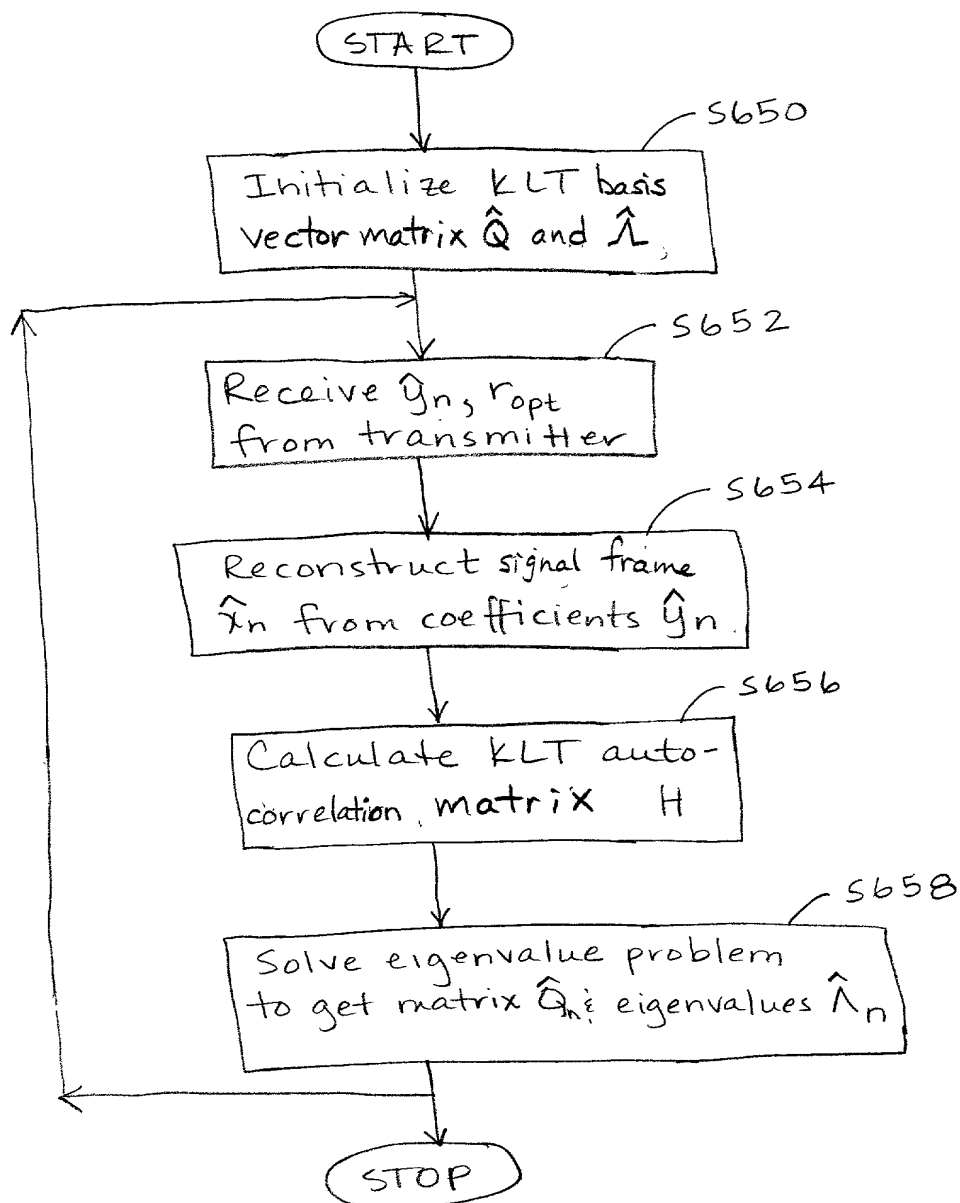 START
S650
Initialize KLT basis
vector matrix Q̂ and Λ̂,
S652
Receive ŷn, ropt
from transmitter
S654
Reconstruct signal frame
x̂n from coefficients ŷn
S656
Calculate KLT auto-
correlation matrix H
S658
Solve eigenvalue problem
to get matrix Q̂n & eigenvalues Λ̂n
STOP